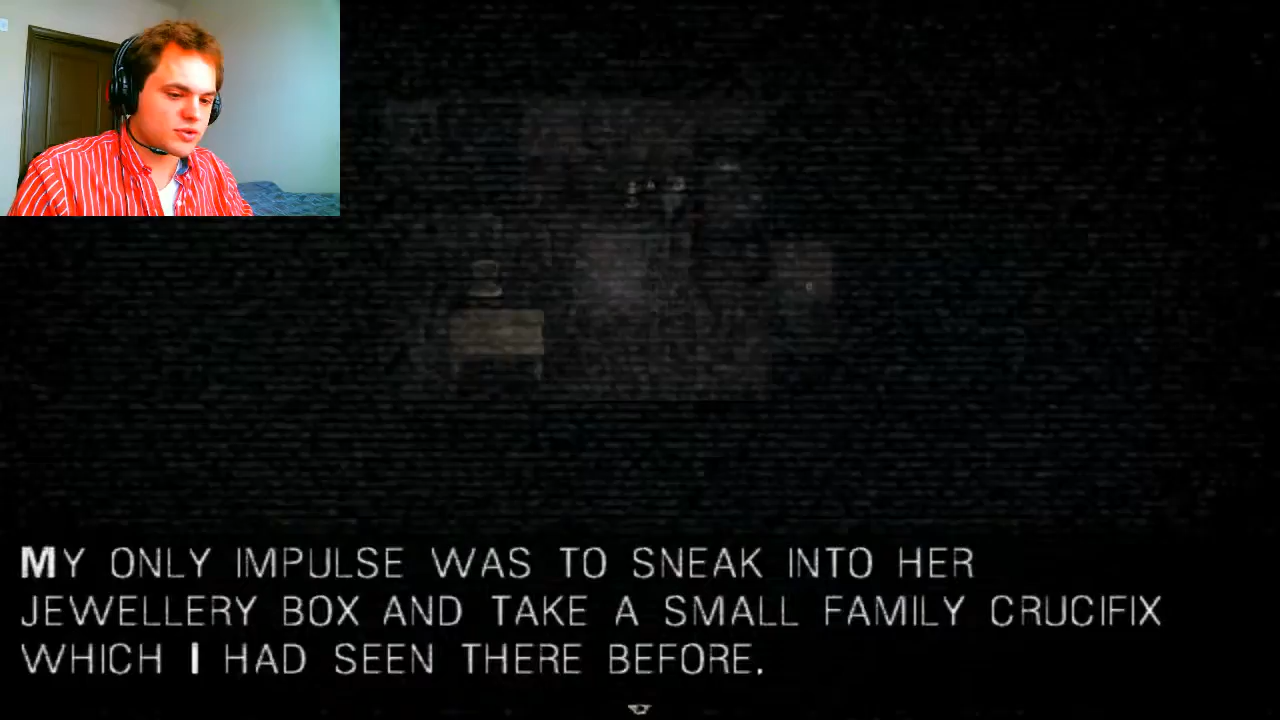 MY ONLY IMPULSE WAS TO SNEAK INTO HER
JEWELLERY BOX AND TAKE A SMALL FAMILY CRUCIFIX
WHICH I HAD SEEN THERE BEFORE.